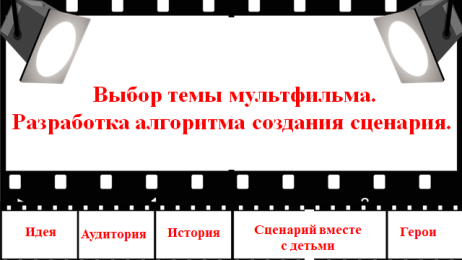 Выбор темы мультфильма.
Разработка алгоритма создания сценария.
Идея
Аудитория
История
Сценарий вместе
с детьми
Герои